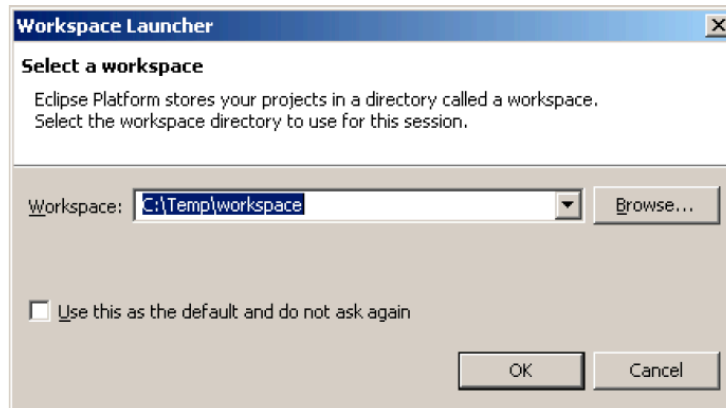 Workspace Launcher
Select a workspace
Eclipse Platform stores your projects in a directory called a workspace.
Select the workspace directory to use for this session.
Workspace: C:\Temp\workspace Browse...
Use this as the default and do not ask again
OK Cancel